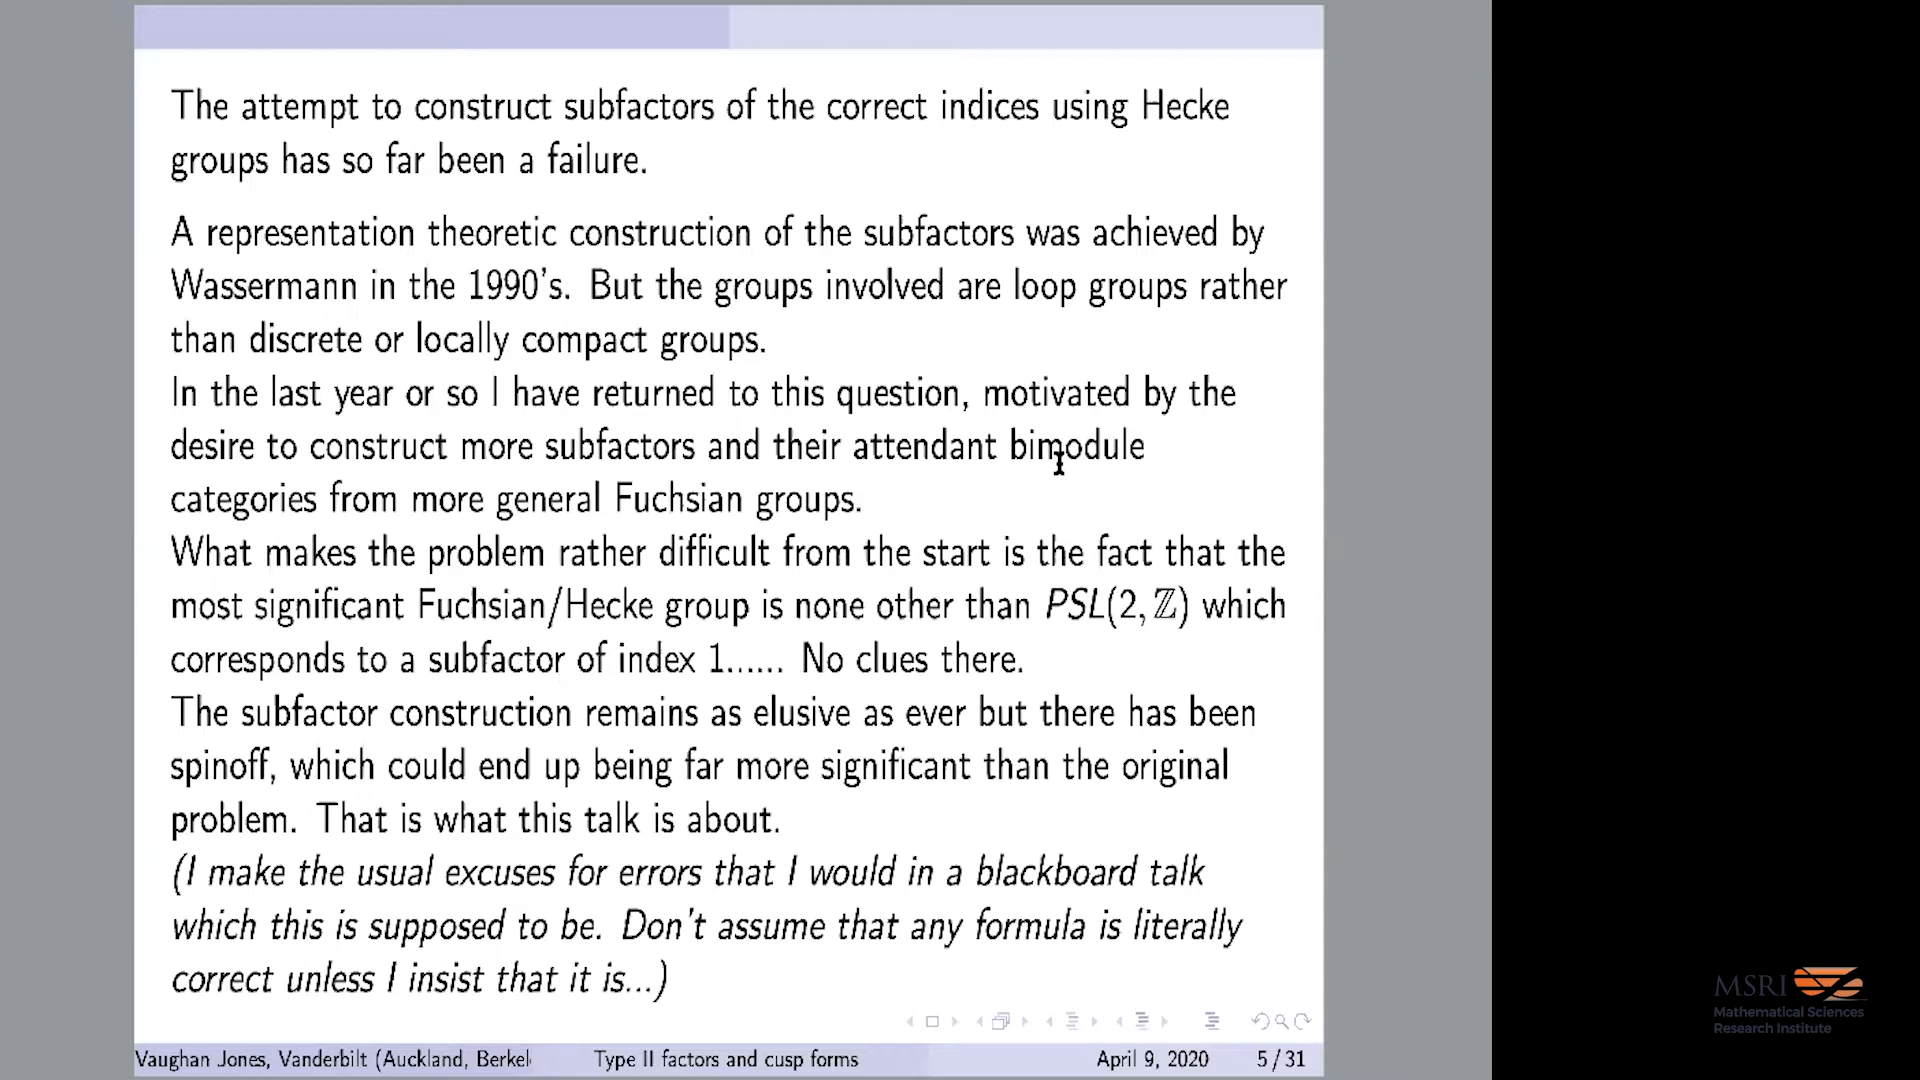 The attempt to construct subfactors of the correct indices using Hecke
groups has so far been a failure.
A representation theoretic construction of the subfactors was achieved by
Wassermann in the 1990's. But the groups involved are loop groups rather
than discrete or locally compact groups.
In the last year or so I have returned to this question, motivated by the
desire to construct more subfactors and their attendant bimodule
categories from more general Fuchsian groups.
What makes the problem rather difficult from the start is the fact that the
most significant Fuchsian/Hecke group is none other than PSL(2, ℤ) which
corresponds to a subfactor of index 1...... No clues there.
The subfactor construction remains as elusive as ever but there has been
spinoff, which could end up being far more significant than the original
problem. That is what this talk is about.
(I make the usual excuses for errors that I would in a blackboard talk
which this is supposed to be. Don't assume that any formula is literally
correct unless I insist that it is...)
Vaughan Jones, Vanderbilt (Auckland, Berkel Type II factors and cusp forms April 9, 2020 5 / 31
MSRI
Mathematical Sciences
Research Institute